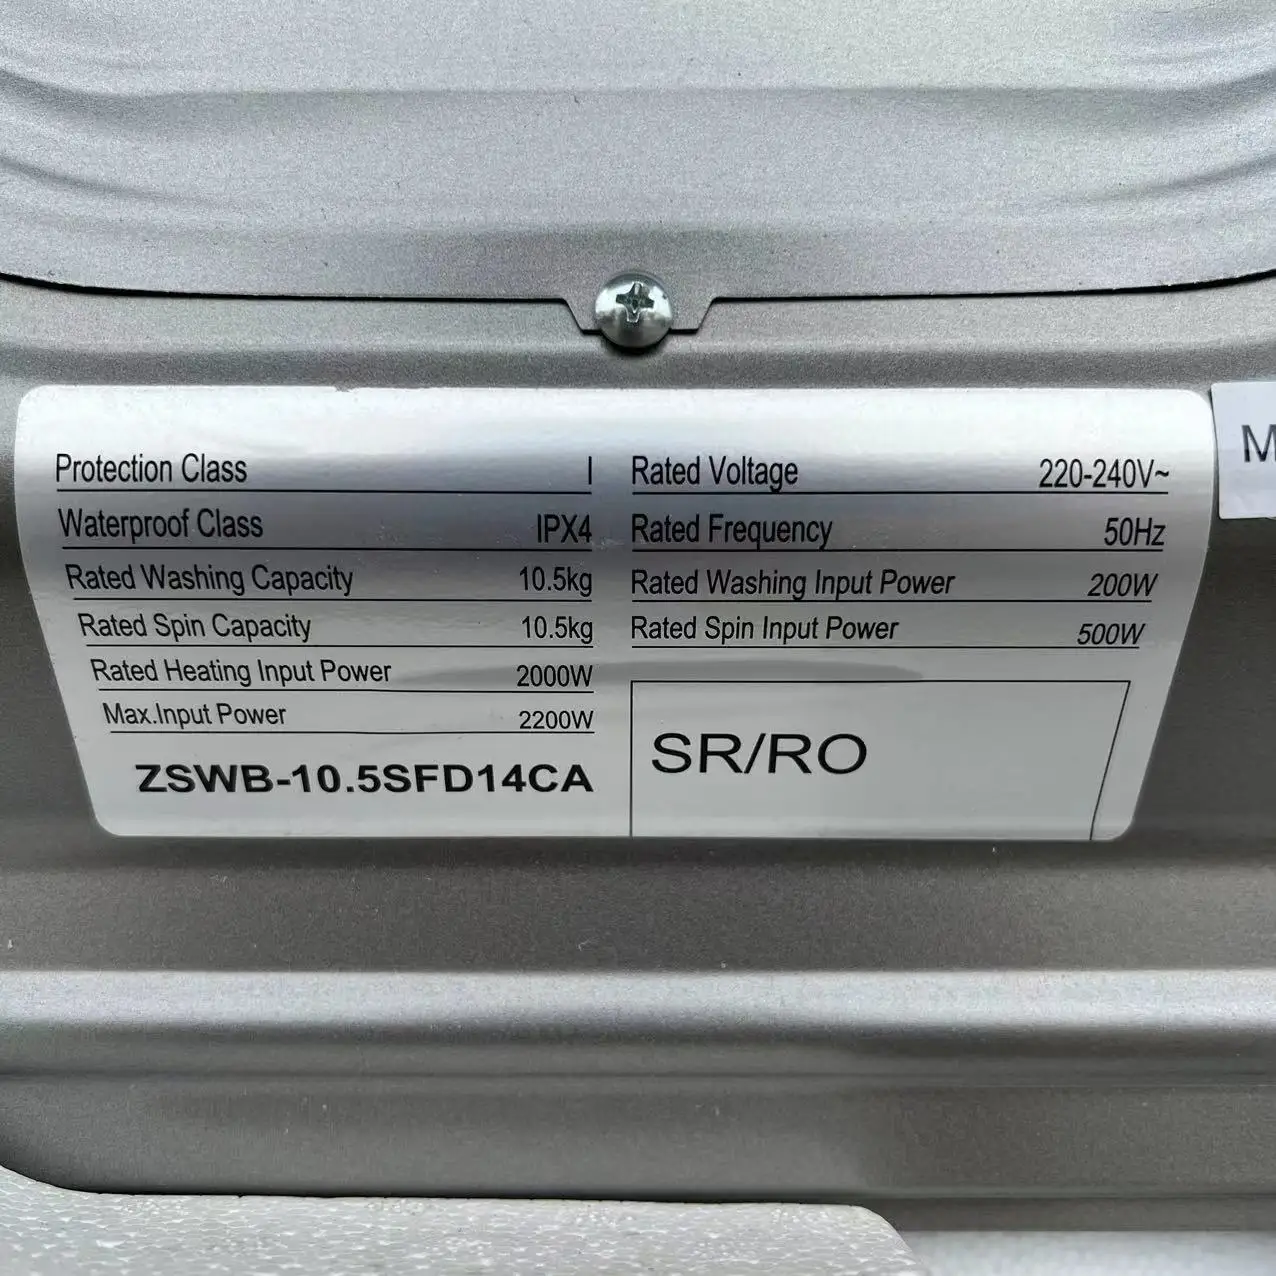 Protection Class I
Waterproof Class IPX4
Rated Washing Capacity 10.5kg
Rated Spin Capacity 10.5kg
Rated Heating Input Power 2000W
Max.Input Power 2200W
ZSWB-10.5SFD14CA
Rated Voltage 220-240V~
Rated Frequency 50Hz
Rated Washing Input Power 200W
Rated Spin Input Power 500W
SR/RO
M